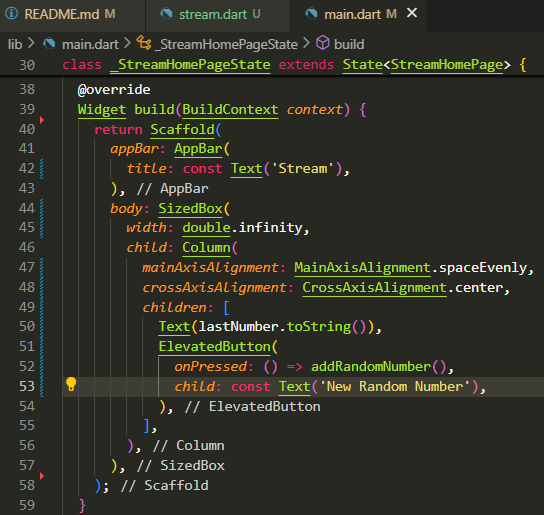 README.md M stream.dart U main.dart M
lib > main.dart > _StreamHomePageState > build
30 class _StreamHomePageState extends State<StreamHomePage> {
38 @override
39 Widget build(BuildContext context) {
40 return Scaffold(
41 appBar: AppBar(
42 title: const Text('Stream'),
43 ), // AppBar
44 body: SizedBox(
45 width: double.infinity,
46 child: Column(
47 mainAxisAlignment: MainAxisAlignment.spaceEvenly,
48 crossAxisAlignment: CrossAxisAlignment.center,
49 children: [
50 Text(lastNumber.toString()),
51 ElevatedButton(
52 onPressed: () => addRandomNumber(),
53 child: const Text('New Random Number'),
54 ), // ElevatedButton
55 ],
56 ), // Column
57 ), // SizedBox
58 ); // Scaffold
59 }